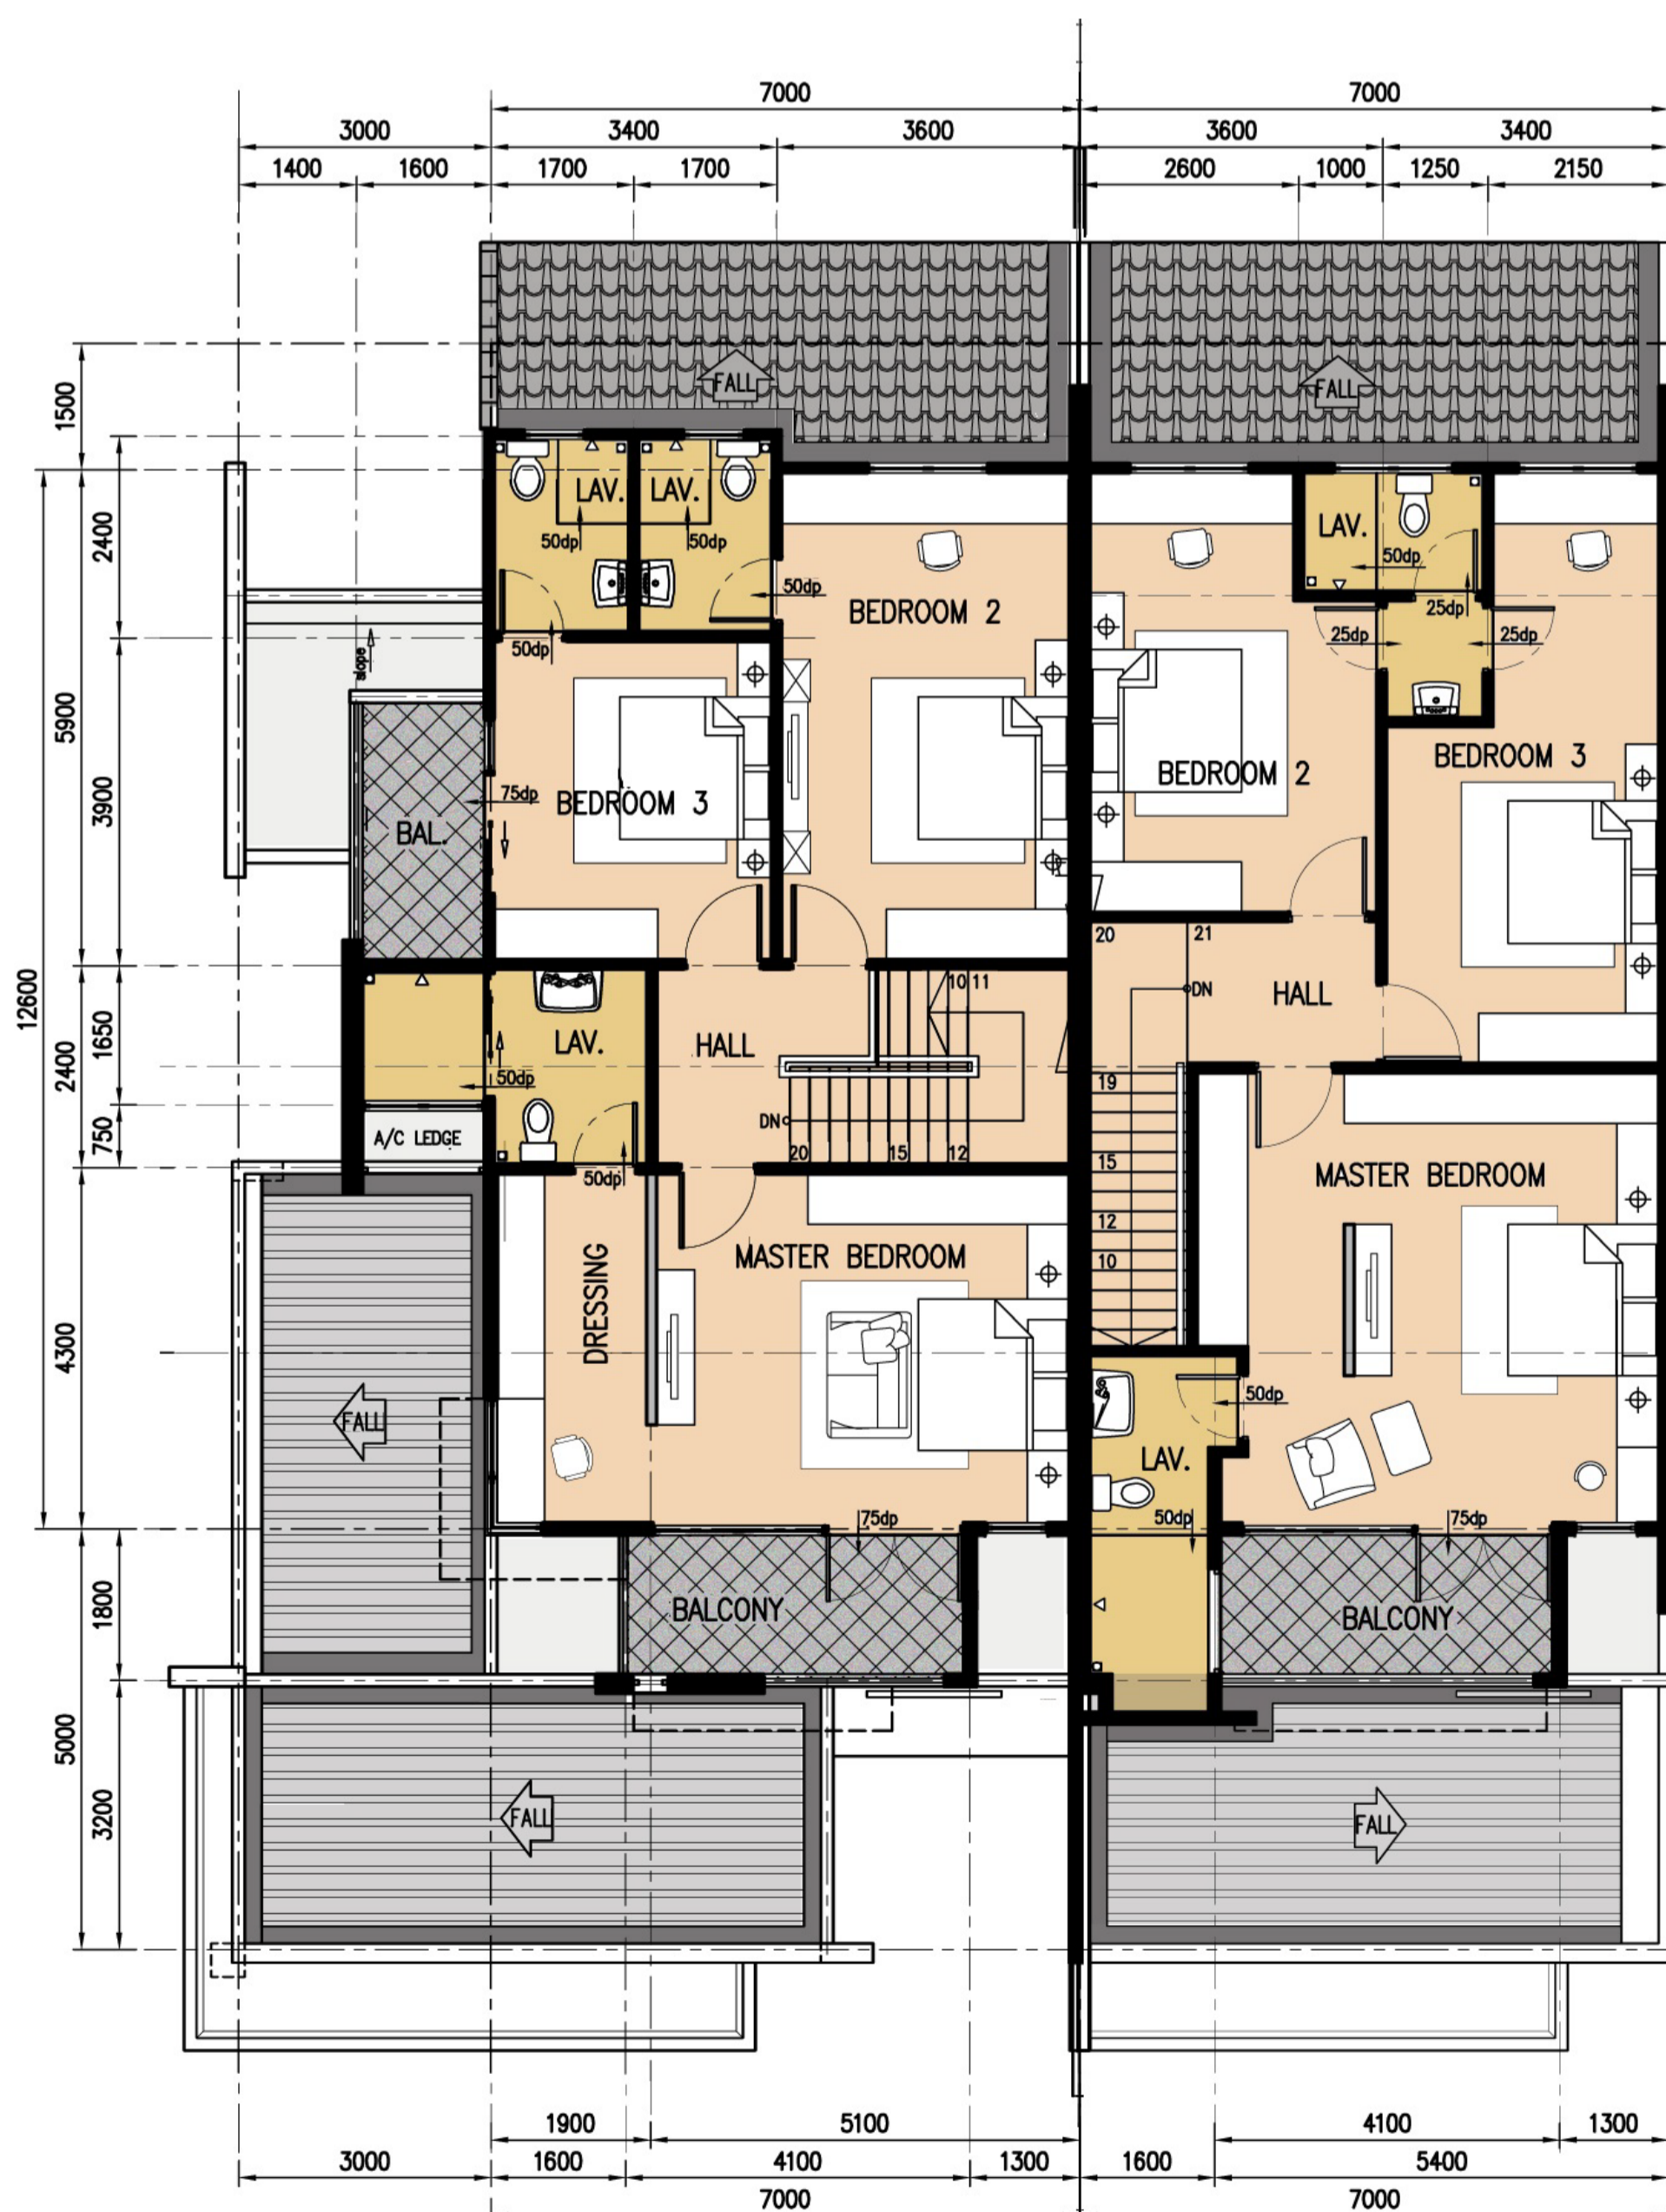 7000 7000
3000 3400 3600 3600 3400
1400 1600 1700 1700 2600 1000 1250 2150
1500
FALL FALL
2400
LAV. LAV. LAV.
50dp 50dp 50dp
50dp
BEDROOM 2
25dp
25dp 25dp
50dp
slope
5900
3900
BEDROOM 3
BEDROOM 2
75dp
BEDROOM 3
BAL.
20 21
10 11
DN
HALL
12600
2400
1650
LAV.
HALL
50dp
19
750
DN
A/C LEDGE
20 15 12
15
50dp
MASTER BEDROOM
12
MASTER BEDROOM
10
DRESSING
4300
50dp
FALL
LAV.
75dp 50dp 75dp
1800
BALCONY
BALCONY
5000
3200
FALL FALL
1900 5100 4100 1300
3000 1600 4100 1300 1600 5400
7000 7000